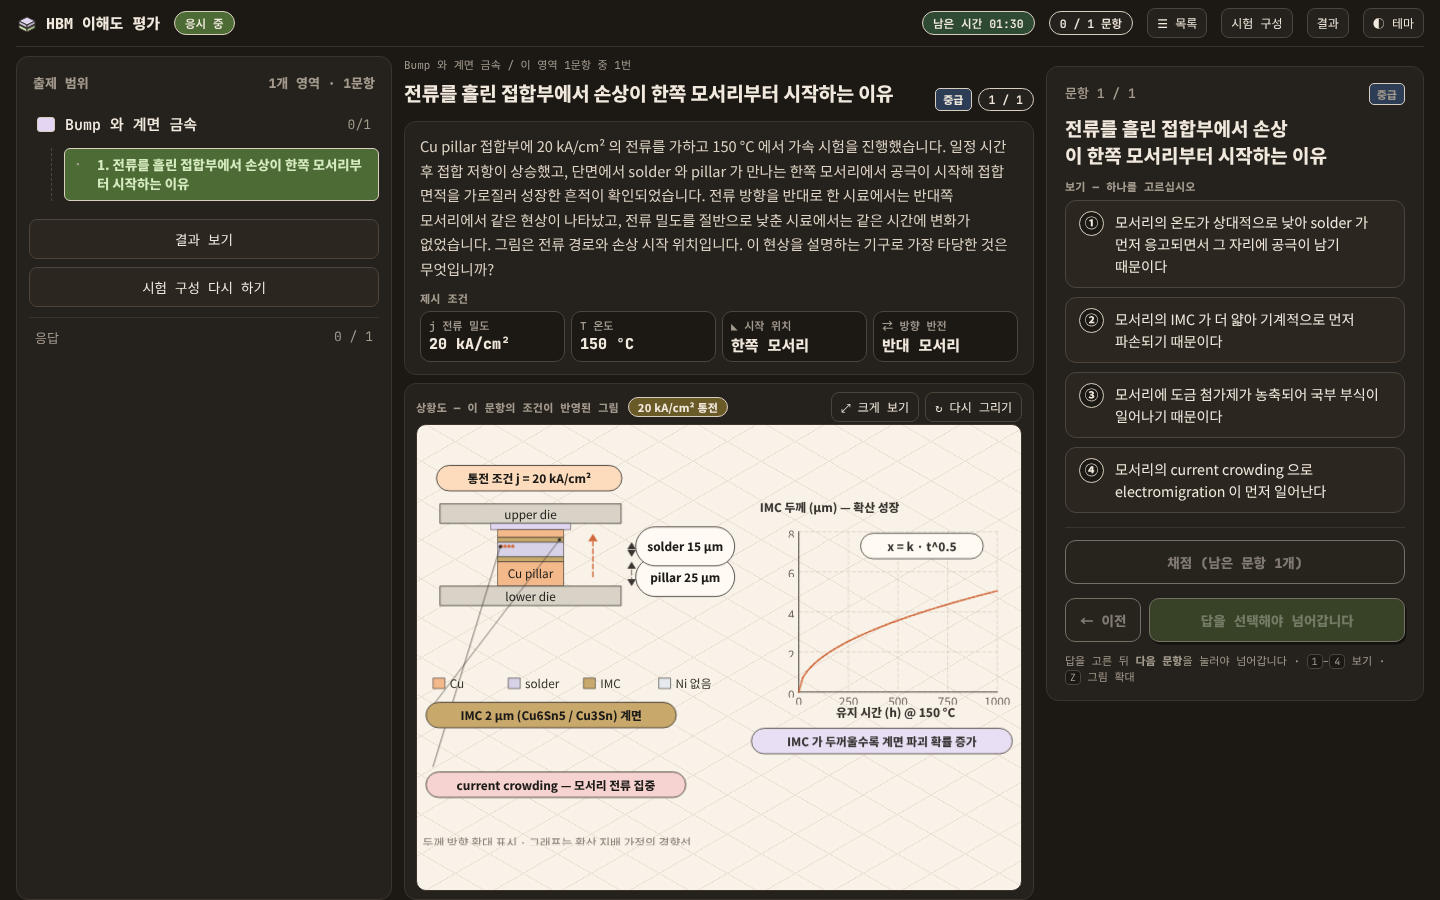 HBM 이해도 평가
응시 중
남은 시간 01:30
0 / 1 문항
☰ 목록
시험 구성
결과
◐ 테마
출제 범위
1개 영역 · 1문항
Bump 와 계면 금속
0/1
1. 전류를 흘린 접합부에서 손상이 한쪽 모서리부
터 시작하는 이유
결과 보기
시험 구성 다시 하기
응답
0 / 1
Bump 와 계면 금속 / 이 영역 1문항 중 1번
전류를 흘린 접합부에서 손상이 한쪽 모서리부터 시작하는 이유
중급
1 / 1
Cu pillar 접합부에 20 kA/cm² 의 전류를 가하고 150 °C 에서 가속 시험을 진행했습니다. 일정 시간
후 접합 저항이 상승했고, 단면에서 solder 와 pillar 가 만나는 한쪽 모서리에서 공극이 시작해 접합
면적을 가로질러 성장한 흔적이 확인되었습니다. 전류 방향을 반대로 한 시료에서는 반대쪽
모서리에서 같은 현상이 나타났고, 전류 밀도를 절반으로 낮춘 시료에서는 같은 시간에 변화가
없었습니다. 그림은 전류 경로와 손상 시작 위치입니다. 이 현상을 설명하는 기구로 가장 타당한 것은
무엇입니까?
제시 조건
j 전류 밀도
20 kA/cm²
T 온도
150 °C
◣ 시작 위치
한쪽 모서리
⇄ 방향 반전
반대 모서리
상황도 — 이 문항의 조건이 반영된 그림
20 kA/cm² 통전
⤢ 크게 보기
↻ 다시 그리기
통전 조건 j = 20 kA/cm²
upper die
Cu pillar
lower die
solder 15 µm
pillar 25 µm
Cu
solder
IMC
Ni 없음
IMC 2 µm (Cu6Sn5 / Cu3Sn) 계면
current crowding — 모서리 전류 집중
두께 방향 확대 표시 · 그래프는 확산 지배 가정의 경향선
IMC 두께 (µm) — 확산 성장
x = k · t^0.5
8
6
4
2
0
0 250 500 750 1000
유지 시간 (h) @ 150 °C
IMC 가 두꺼울수록 계면 파괴 확률 증가
문항 1 / 1
중급
전류를 흘린 접합부에서 손상
이 한쪽 모서리부터 시작하는 이유
보기 — 하나를 고르십시오
① 모서리의 온도가 상대적으로 낮아 solder 가
먼저 응고되면서 그 자리에 공극이 남기
때문이다
② 모서리의 IMC 가 더 얇아 기계적으로 먼저
파손되기 때문이다
③ 모서리에 도금 첨가제가 농축되어 국부 부식이
일어나기 때문이다
④ 모서리의 current crowding 으로
electromigration 이 먼저 일어난다
채점 (남은 문항 1개)
← 이전
답을 선택해야 넘어갑니다
답을 고른 뒤 다음 문항을 눌러야 넘어갑니다 · 1–4 보기 ·
Z 그림 확대